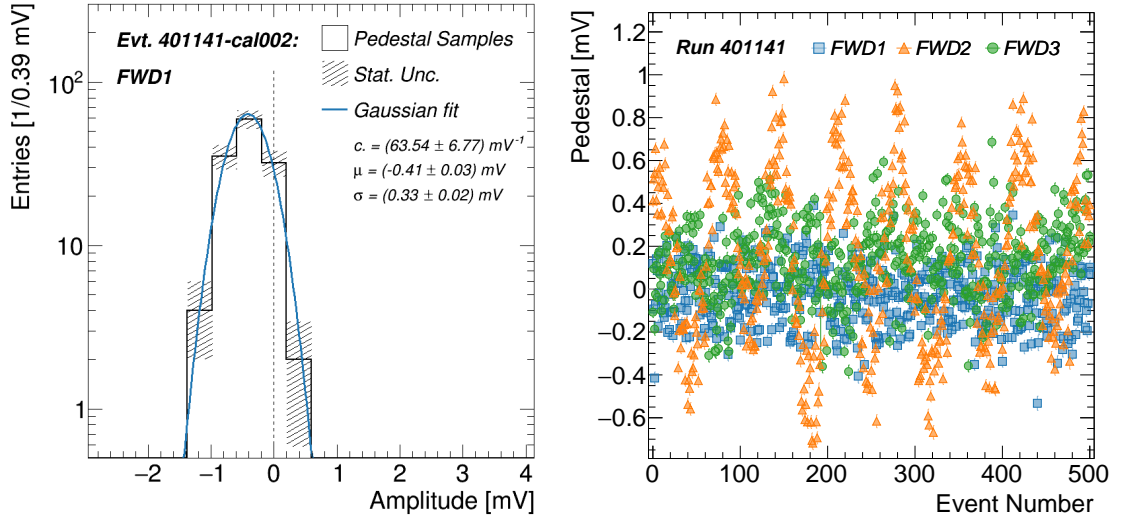 Evt. 401141-cal002:
FWD1
Pedestal Samples
Stat. Unc.
Gaussian fit
c. = (63.54 ± 6.77) mV⁻¹
μ = (-0.41 ± 0.03) mV
σ = (0.33 ± 0.02) mV
Entries [1/0.39 mV]
10²
10
1
−2 −1 0 1 2 3 4
Amplitude [mV]
Run 401141 FWD1 FWD2 FWD3
Pedestal [mV]
1.2
1
0.8
0.6
0.4
0.2
0
−0.2
−0.4
−0.6
0 100 200 300 400 500
Event Number